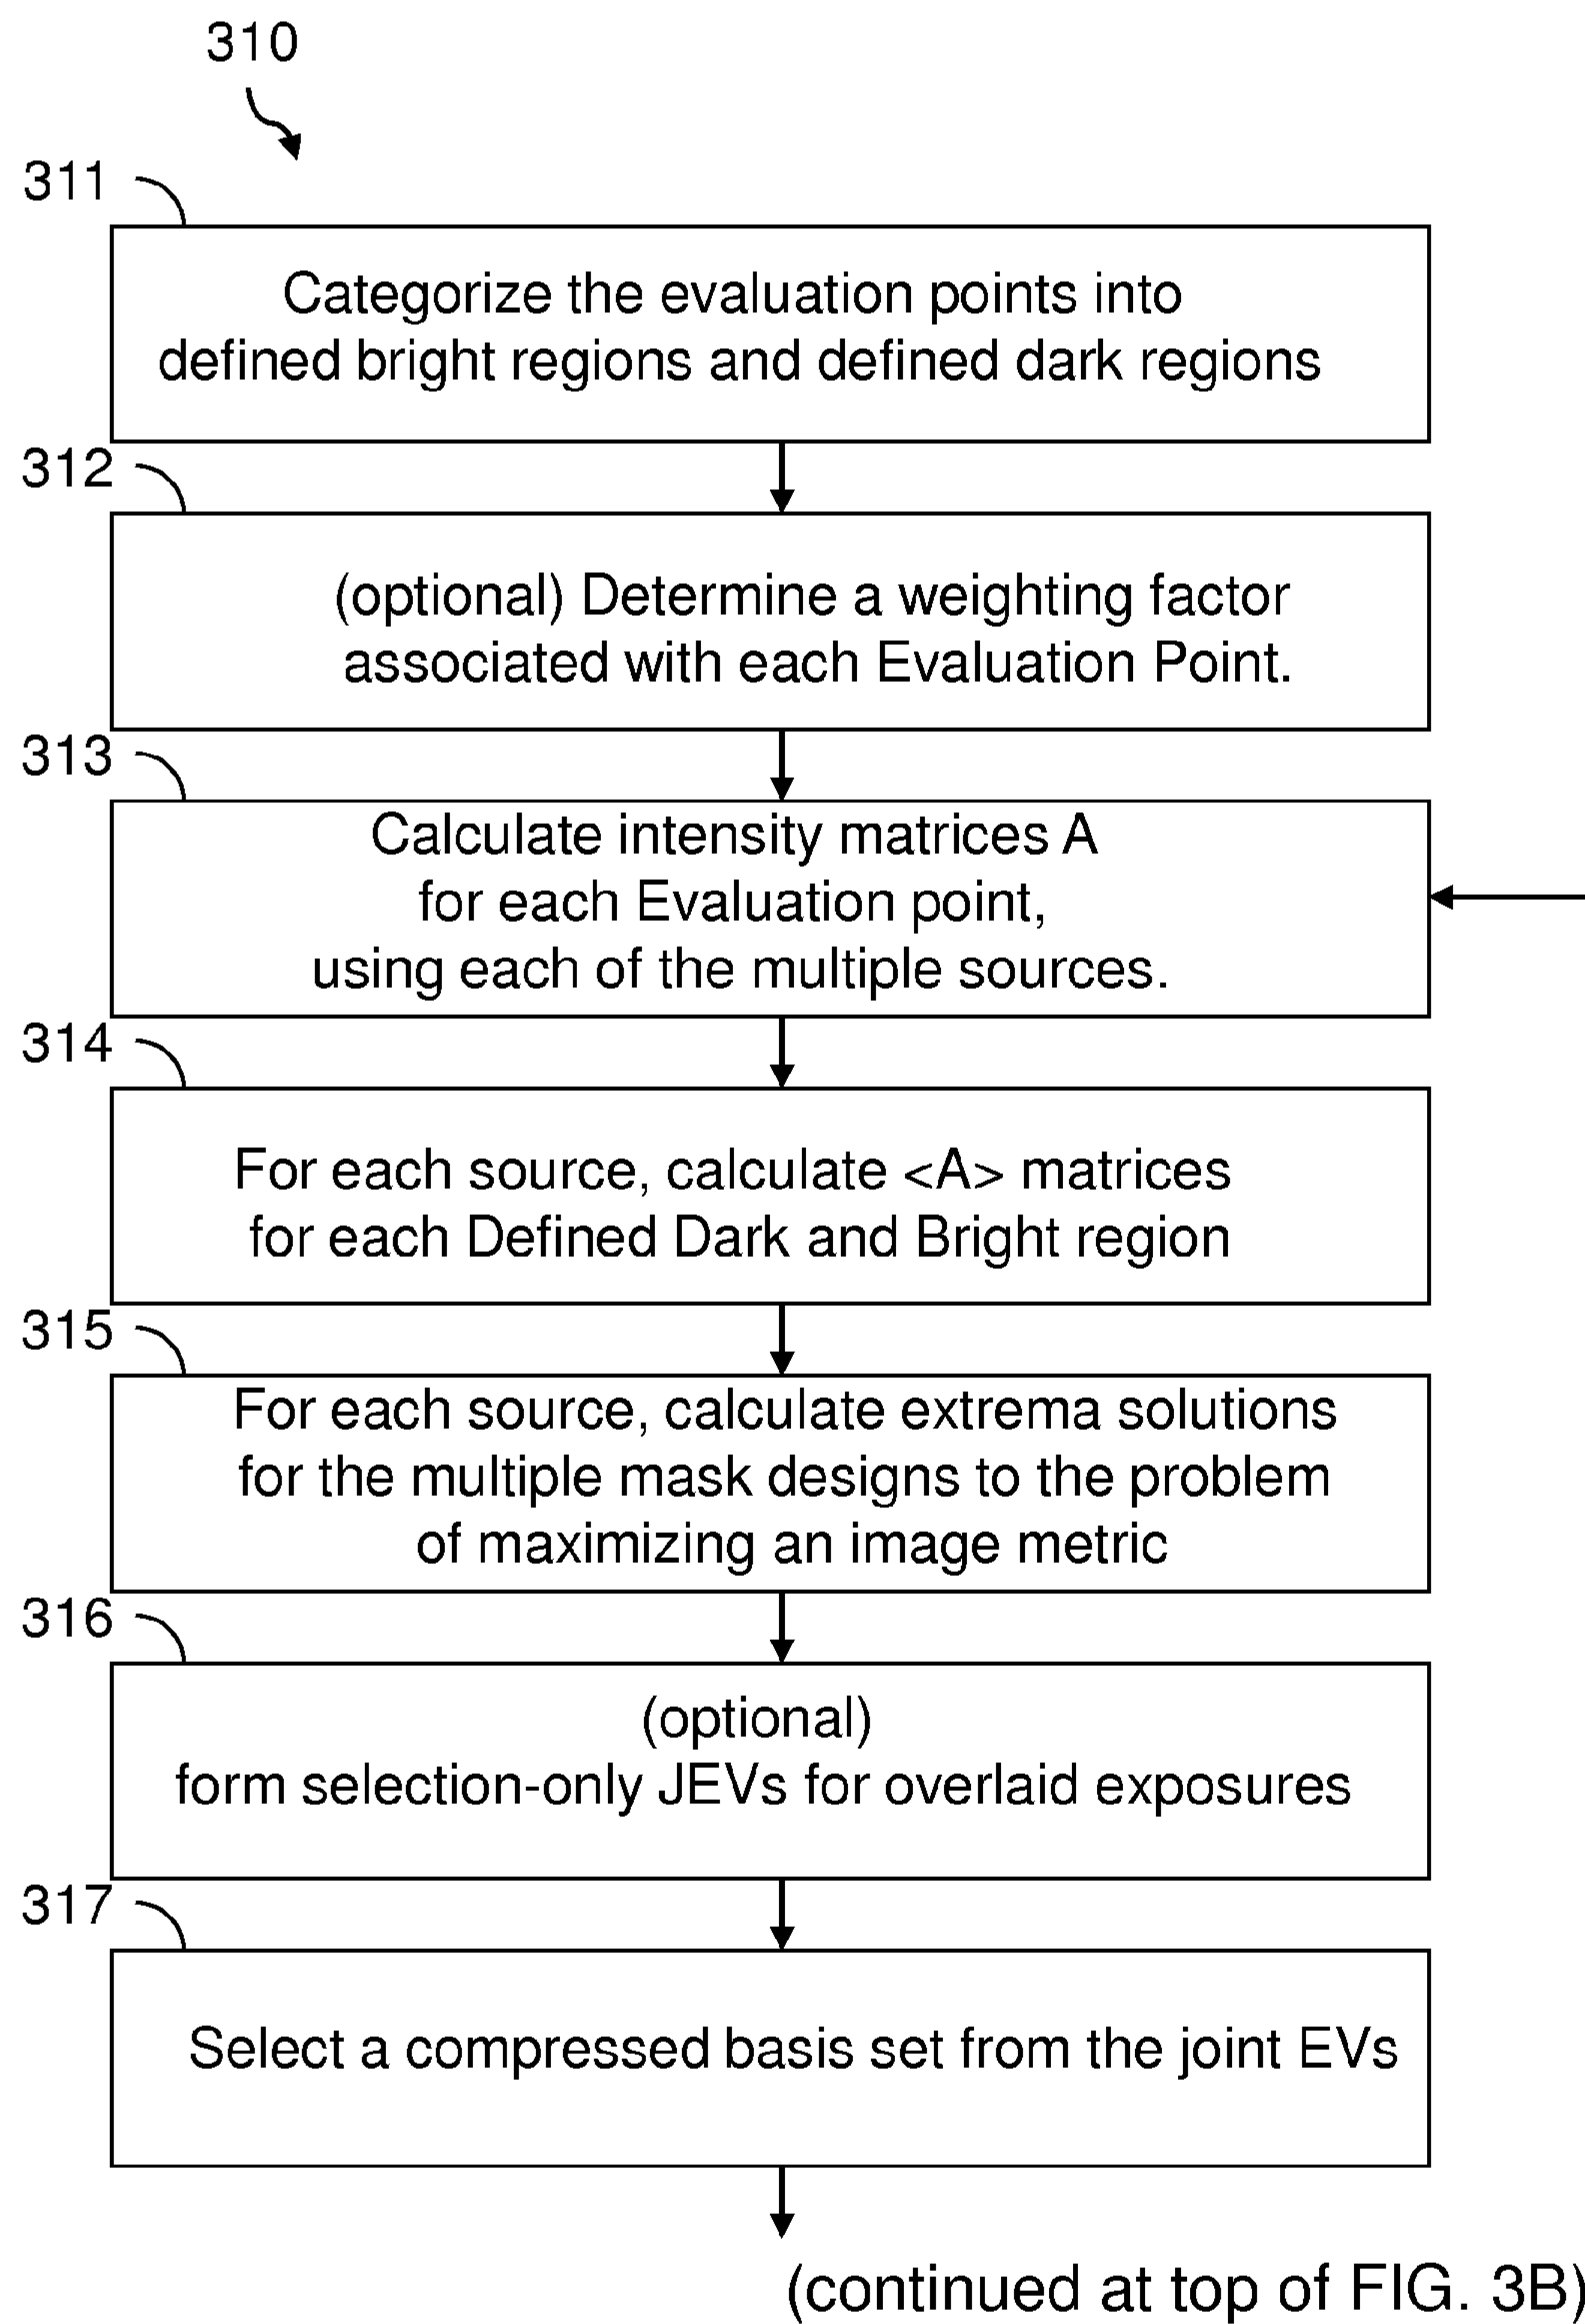 310
311
Categorize the evaluation points into
defined bright regions and defined dark regions
312
(optional) Determine a weighting factor
associated with each Evaluation Point.
313
Calculate intensity matrices A
for each Evaluation point,
using each of the multiple sources.
314
For each source, calculate <A> matrices
for each Defined Dark and Bright region
315
For each source, calculate extrema solutions
for the multiple mask designs to the problem
of maximizing an image metric
316
(optional)
form selection-only JEVs for overlaid exposures
317
Select a compressed basis set from the joint EVs
(continued at top of FIG. 3B)